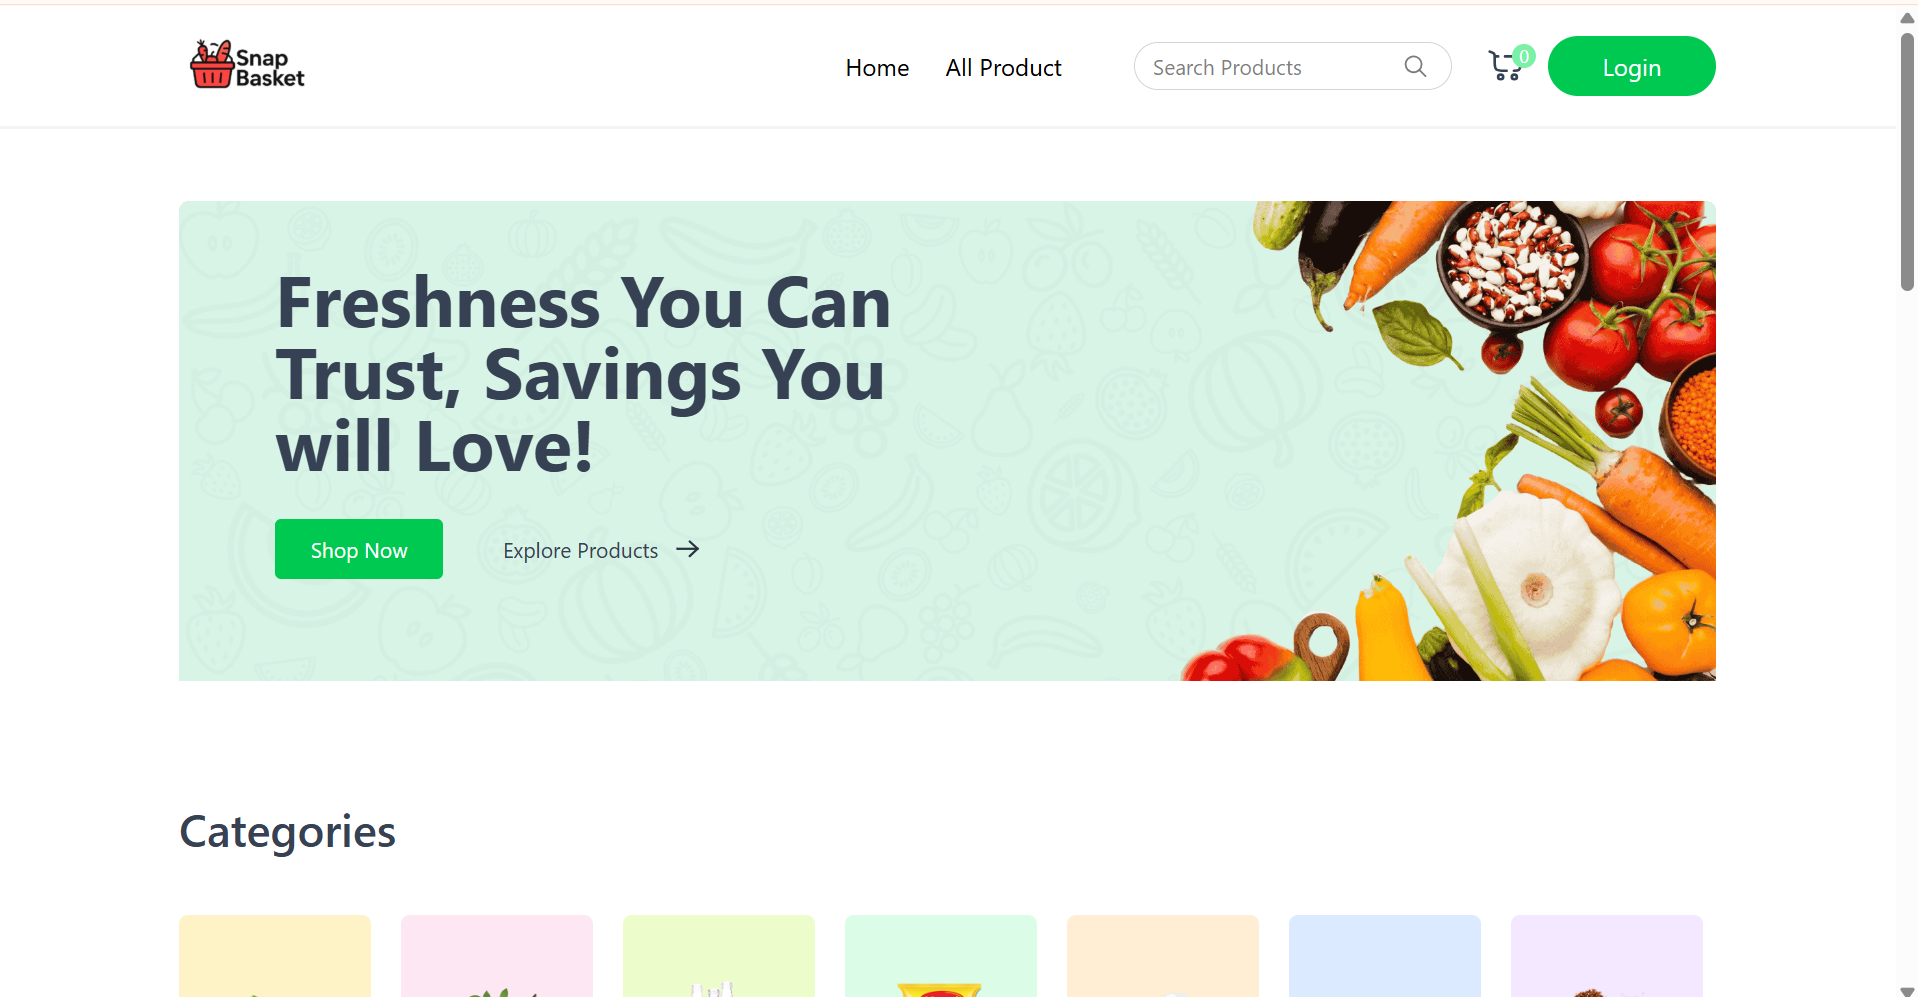 Snap
Basket
Home
All Product
Search Products
0
Login
Freshness You Can
Trust, Savings You
will Love!
Shop Now
Explore Products
Categories